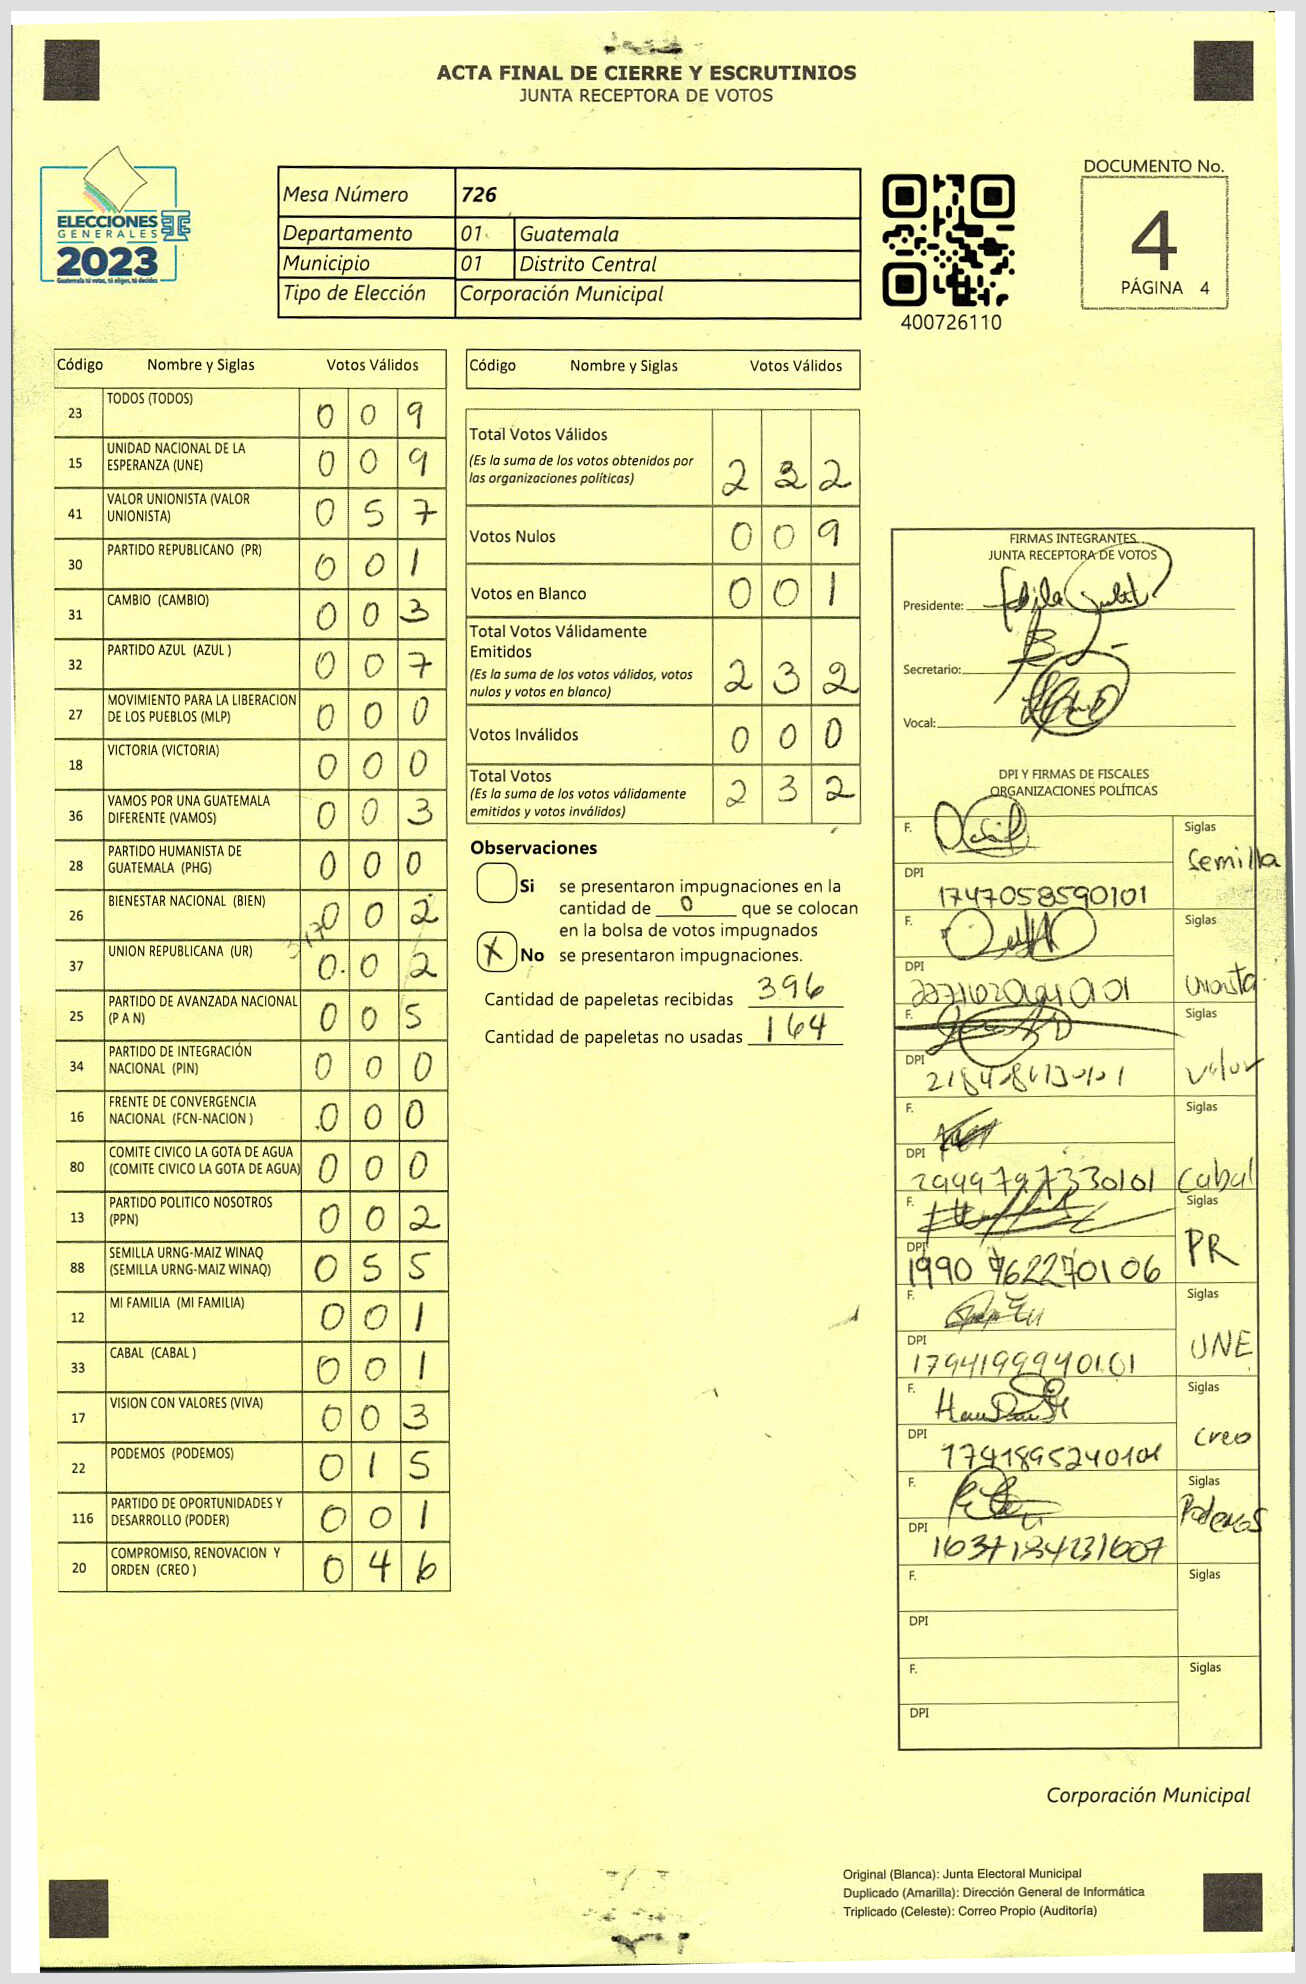 ACTA FINAL DE CIERRE Y ESCRUTINIOS
JUNTA RECEPTORA DE VOTOS
ELECCIONES
GENERALES
2023
Guatemala tú votas, tú eliges, tú decides
Mesa Número 726
Departamento 01 Guatemala
Municipio 01 Distrito Central
Tipo de Elección Corporación Municipal
400726110
DOCUMENTO No.
4
PÁGINA 4
Código Nombre y Siglas Votos Válidos
23 TODOS (TODOS) 0 0 9
15 UNIDAD NACIONAL DE LA ESPERANZA (UNE) 0 0 9
41 VALOR UNIONISTA (VALOR UNIONISTA) 0 5 7
30 PARTIDO REPUBLICANO (PR) 0 0 1
31 CAMBIO (CAMBIO) 0 0 3
32 PARTIDO AZUL (AZUL ) 0 0 7
27 MOVIMIENTO PARA LA LIBERACION DE LOS PUEBLOS (MLP) 0 0 0
18 VICTORIA (VICTORIA) 0 0 0
36 VAMOS POR UNA GUATEMALA DIFERENTE (VAMOS) 0 0 3
28 PARTIDO HUMANISTA DE GUATEMALA (PHG) 0 0 0
26 BIENESTAR NACIONAL (BIEN) 0 0 2
37 UNION REPUBLICANA (UR) 0 0 2
25 PARTIDO DE AVANZADA NACIONAL (P A N) 0 0 5
34 PARTIDO DE INTEGRACIÓN NACIONAL (PIN) 0 0 0
16 FRENTE DE CONVERGENCIA NACIONAL (FCN-NACION ) 0 0 0
80 COMITE CIVICO LA GOTA DE AGUA (COMITE CIVICO LA GOTA DE AGUA) 0 0 0
13 PARTIDO POLITICO NOSOTROS (PPN) 0 0 2
88 SEMILLA URNG-MAIZ WINAQ (SEMILLA URNG-MAIZ WINAQ) 0 5 5
12 MI FAMILIA (MI FAMILIA) 0 0 1
33 CABAL (CABAL ) 0 0 1
17 VISION CON VALORES (VIVA) 0 0 3
22 PODEMOS (PODEMOS) 0 1 5
116 PARTIDO DE OPORTUNIDADES Y DESARROLLO (PODER) 0 0 1
20 COMPROMISO, RENOVACION Y ORDEN (CREO ) 0 4 6
Código Nombre y Siglas Votos Válidos
Total Votos Válidos
(Es la suma de los votos obtenidos por
las organizaciones políticas) 2 2
Votos Nulos 0 0 9
Votos en Blanco 0 0 1
Total Votos Válidamente
Emitidos
(Es la suma de los votos válidos, votos
nulos y votos en blanco) 2 3 2
Votos Inválidos 0 0 0
Total Votos
(Es la suma de los votos válidamente
emitidos y votos inválidos) 2 3 2
Observaciones
Si se presentaron impugnaciones en la
cantidad de 0 que se colocan
en la bolsa de votos impugnados
X No se presentaron impugnaciones.
Cantidad de papeletas recibidas 396
Cantidad de papeletas no usadas 164
FIRMAS INTEGRANTES
JUNTA RECEPTORA DE VOTOS
Presidente:
Secretario:
Vocal:
DPI Y FIRMAS DE FISCALES
ORGANIZACIONES POLÍTICAS
F. Siglas
Semilla
DPI 1747058590101
F. Siglas
DPI
F. Siglas
Valor
DPI
F. Siglas
Cabal
DPI 2999797330101
F. Siglas
PR
DPI 1990 762270106
F. Siglas
UNE
DPI 1794199940101
F. Siglas
Creo
DPI 1791895240101
F. Siglas
Podemos
DPI
F. Siglas
DPI
F. Siglas
DPI
Corporación Municipal
Original (Blanca): Junta Electoral Municipal
Duplicado (Amarilla): Dirección General de Informática
Triplicado (Celeste): Correo Propio (Auditoría)